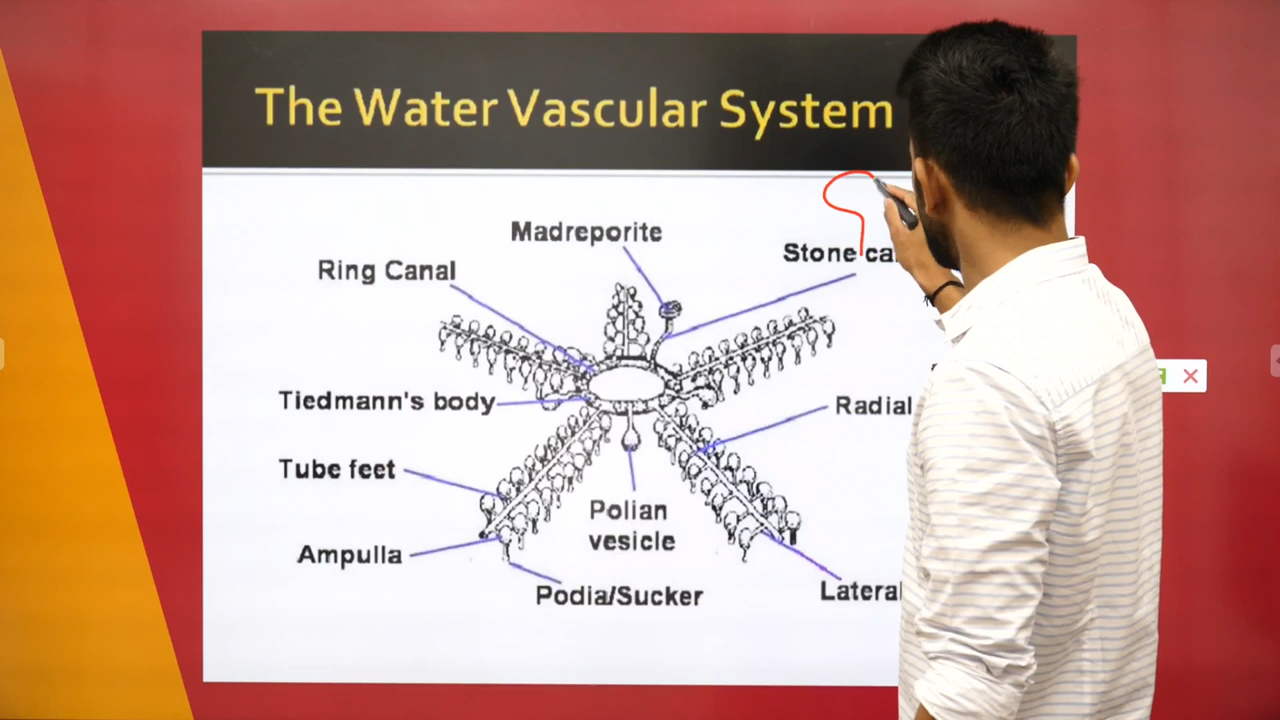 The Water Vascular System
Madreporite
Stone
Ring Canal
Tiedmann's body
Radial
Tube feet
Polian
vesicle
Ampulla
Podia/Sucker
Lateral